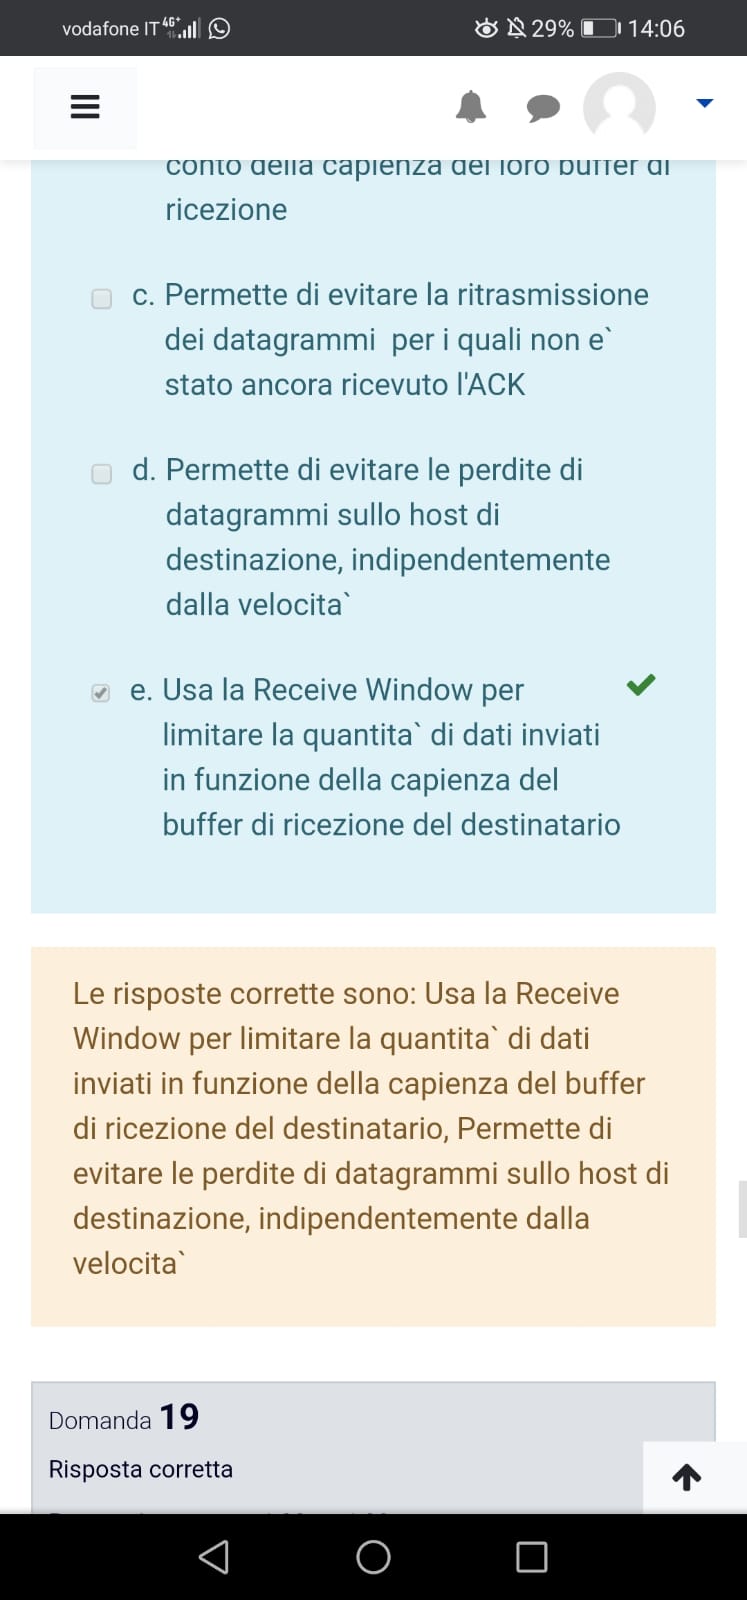 vodafone IT 4G+ 29% 14:06
conto della capienza dei loro buffer di
ricezione
c. Permette di evitare la ritrasmissione
dei datagrammi per i quali non e`
stato ancora ricevuto l'ACK
d. Permette di evitare le perdite di
datagrammi sullo host di
destinazione, indipendentemente
dalla velocita`
e. Usa la Receive Window per
limitare la quantita` di dati inviati
in funzione della capienza del
buffer di ricezione del destinatario
Le risposte corrette sono: Usa la Receive
Window per limitare la quantita` di dati
inviati in funzione della capienza del buffer
di ricezione del destinatario, Permette di
evitare le perdite di datagrammi sullo host di
destinazione, indipendentemente dalla
velocita`
Domanda 19
Risposta corretta